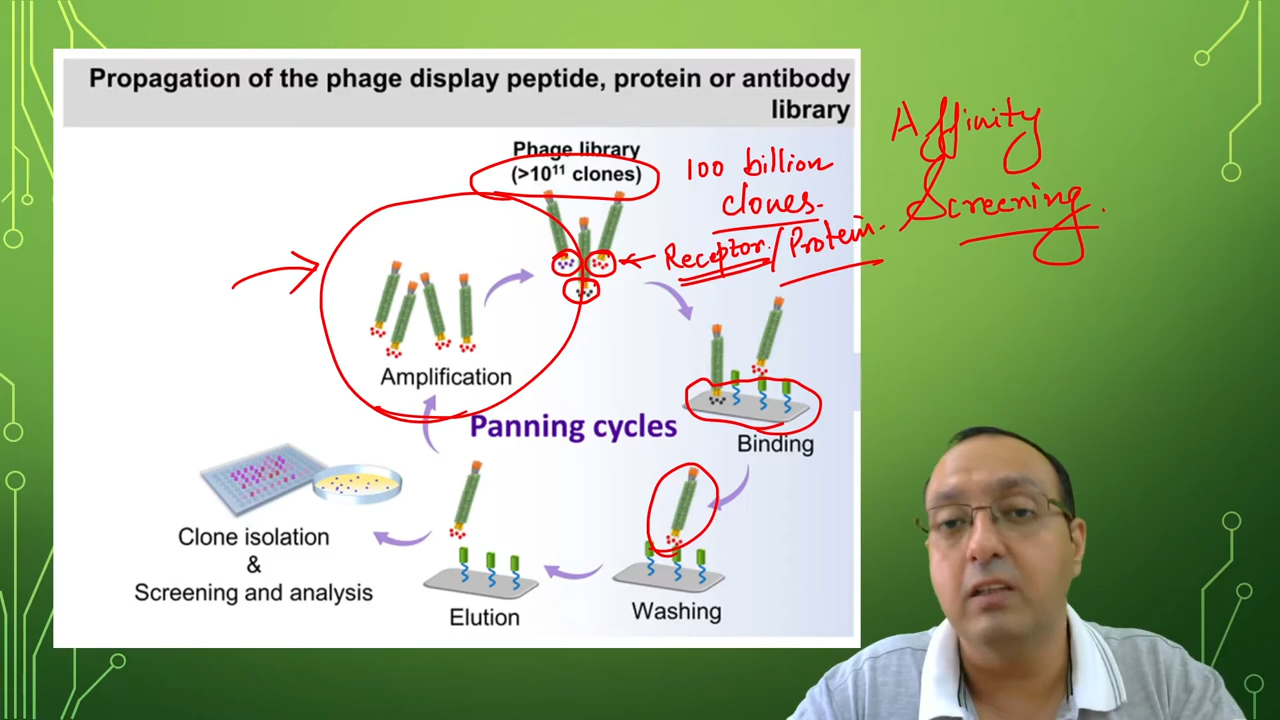 Propagation of the phage display peptide, protein or antibody
library
Phage library
(>10¹¹ clones)
100 billion
clones.
Affinity
Screening.
Receptor/Protein.
Amplification
Panning cycles
Binding
Clone isolation
&
Screening and analysis
Elution
Washing